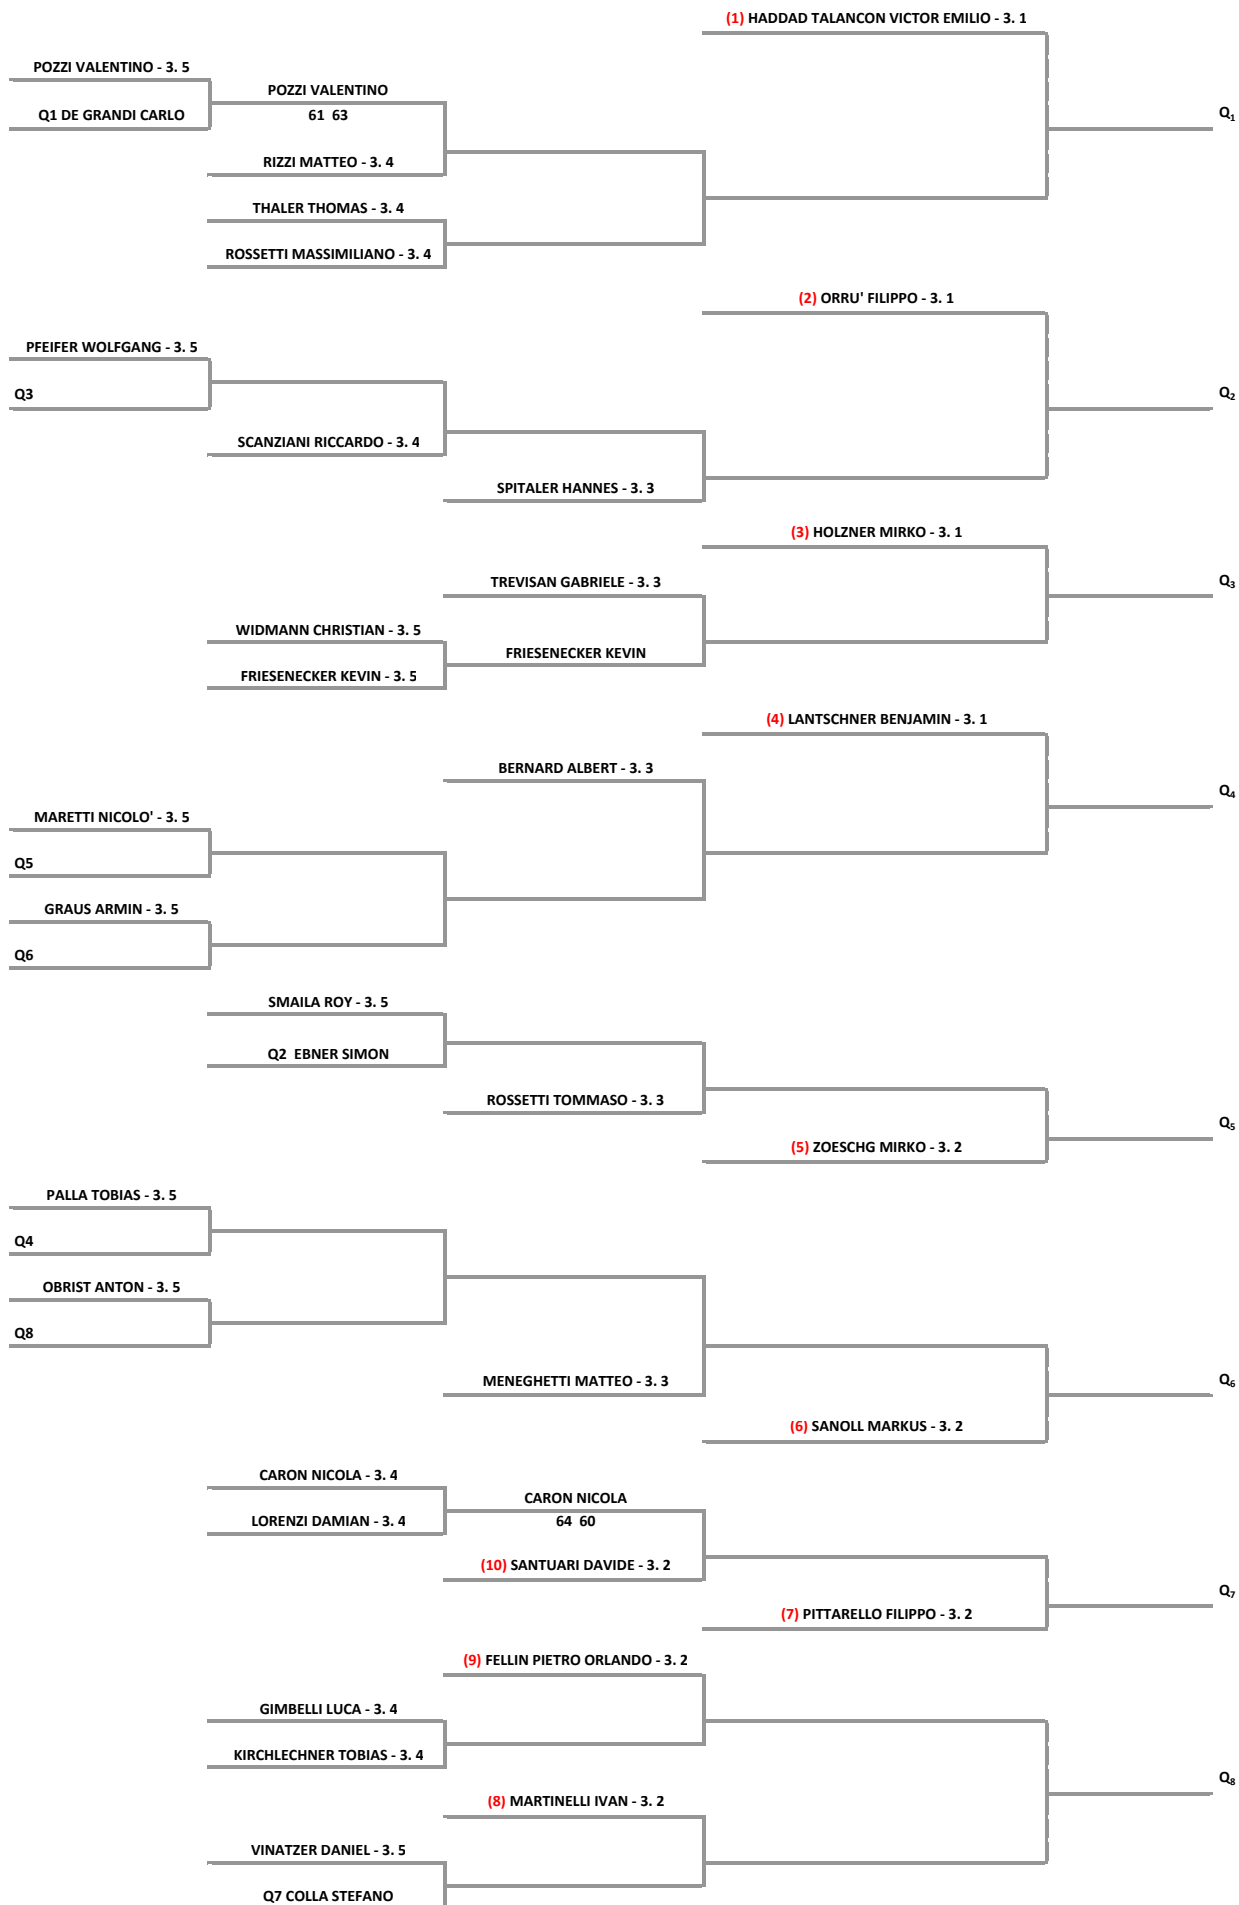 (1) HADDAD TALANCON VICTOR EMILIO - 3. 1
POZZI VALENTINO - 3. 5
POZZI VALENTINO
Q1 DE GRANDI CARLO
61 63
Q1
RIZZI MATTEO - 3. 4
THALER THOMAS - 3. 4
ROSSETTI MASSIMILIANO - 3. 4
(2) ORRU' FILIPPO - 3. 1
PFEIFER WOLFGANG - 3. 5
Q3
Q2
SCANZIANI RICCARDO - 3. 4
SPITALER HANNES - 3. 3
(3) HOLZNER MIRKO - 3. 1
TREVISAN GABRIELE - 3. 3
Q3
WIDMANN CHRISTIAN - 3. 5
FRIESENECKER KEVIN
FRIESENECKER KEVIN - 3. 5
(4) LANTSCHNER BENJAMIN - 3. 1
BERNARD ALBERT - 3. 3
Q4
MARETTI NICOLO' - 3. 5
Q5
GRAUS ARMIN - 3. 5
Q6
SMAILA ROY - 3. 5
Q2 EBNER SIMON
ROSSETTI TOMMASO - 3. 3
Q5
(5) ZOESCHG MIRKO - 3. 2
PALLA TOBIAS - 3. 5
Q4
OBRIST ANTON - 3. 5
Q8
MENEGHETTI MATTEO - 3. 3
Q6
(6) SANOLL MARKUS - 3. 2
CARON NICOLA - 3. 4
CARON NICOLA
LORENZI DAMIAN - 3. 4
64 60
(10) SANTUARI DAVIDE - 3. 2
Q7
(7) PITTARELLO FILIPPO - 3. 2
(9) FELLIN PIETRO ORLANDO - 3. 2
GIMBELLI LUCA - 3. 4
KIRCHLECHNER TOBIAS - 3. 4
Q8
(8) MARTINELLI IVAN - 3. 2
VINATZER DANIEL - 3. 5
Q7 COLLA STEFANO